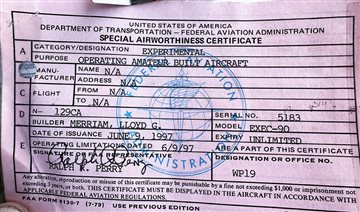 UNITED STATES OF AMERICA
DEPARTMENT OF TRANSPORTATION - FEDERAL AVIATION ADMINISTRATION
SPECIAL AIRWORTHINESS CERTIFICATE
A CATEGORY/DESIGNATION EXPERIMENTAL
PURPOSE OPERATING AMATEUR BUILT AIRCRAFT
B MANU- FACTURER NAME N/A
ADDRESS N/A
C FLIGHT FROM N/A
TO N/A
D N- 129CA SERIAL NO. 5183
BUILDER MERRIAM, LLOYD G. MODEL EXEC-90
E DATE OF ISSUANCE JUNE 9, 1997 EXPIRY UNLIMITED
OPERATING LIMITATIONS DATED 6/9/97 ARE A PART OF THIS CERTIFICATE
SIGNATURE OF REPRESENTATIVE DESIGNATION OR OFFICE NO.
RALPH R. PERRY WP19
Any alteration, reproduction or misuse of this certificate may be punishable by a fine not exceeding $1,000 or imprisonment not
exceeding 3 years, or both. THIS CERTIFICATE MUST BE DISPLAYED IN THE AIRCRAFT IN ACCORDANCE WITH
APPLICABLE FEDERAL AVIATION REGULATIONS.
FAA FORM 8130-7 USE PREVIOUS EDITION
FEDERAL AVIATION ADMINISTRATION